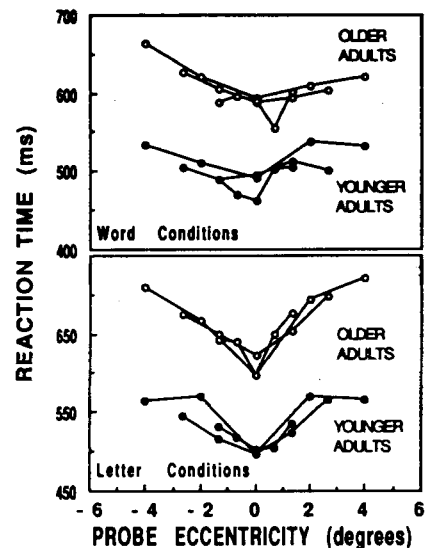 REACTION TIME (ms)
700
600
500
400
OLDER
ADULTS
YOUNGER
ADULTS
Word Conditions
650
550
450
OLDER
ADULTS
YOUNGER
ADULTS
Letter Conditions
-6 -4 -2 0 2 4 6
PROBE ECCENTRICITY (degrees)